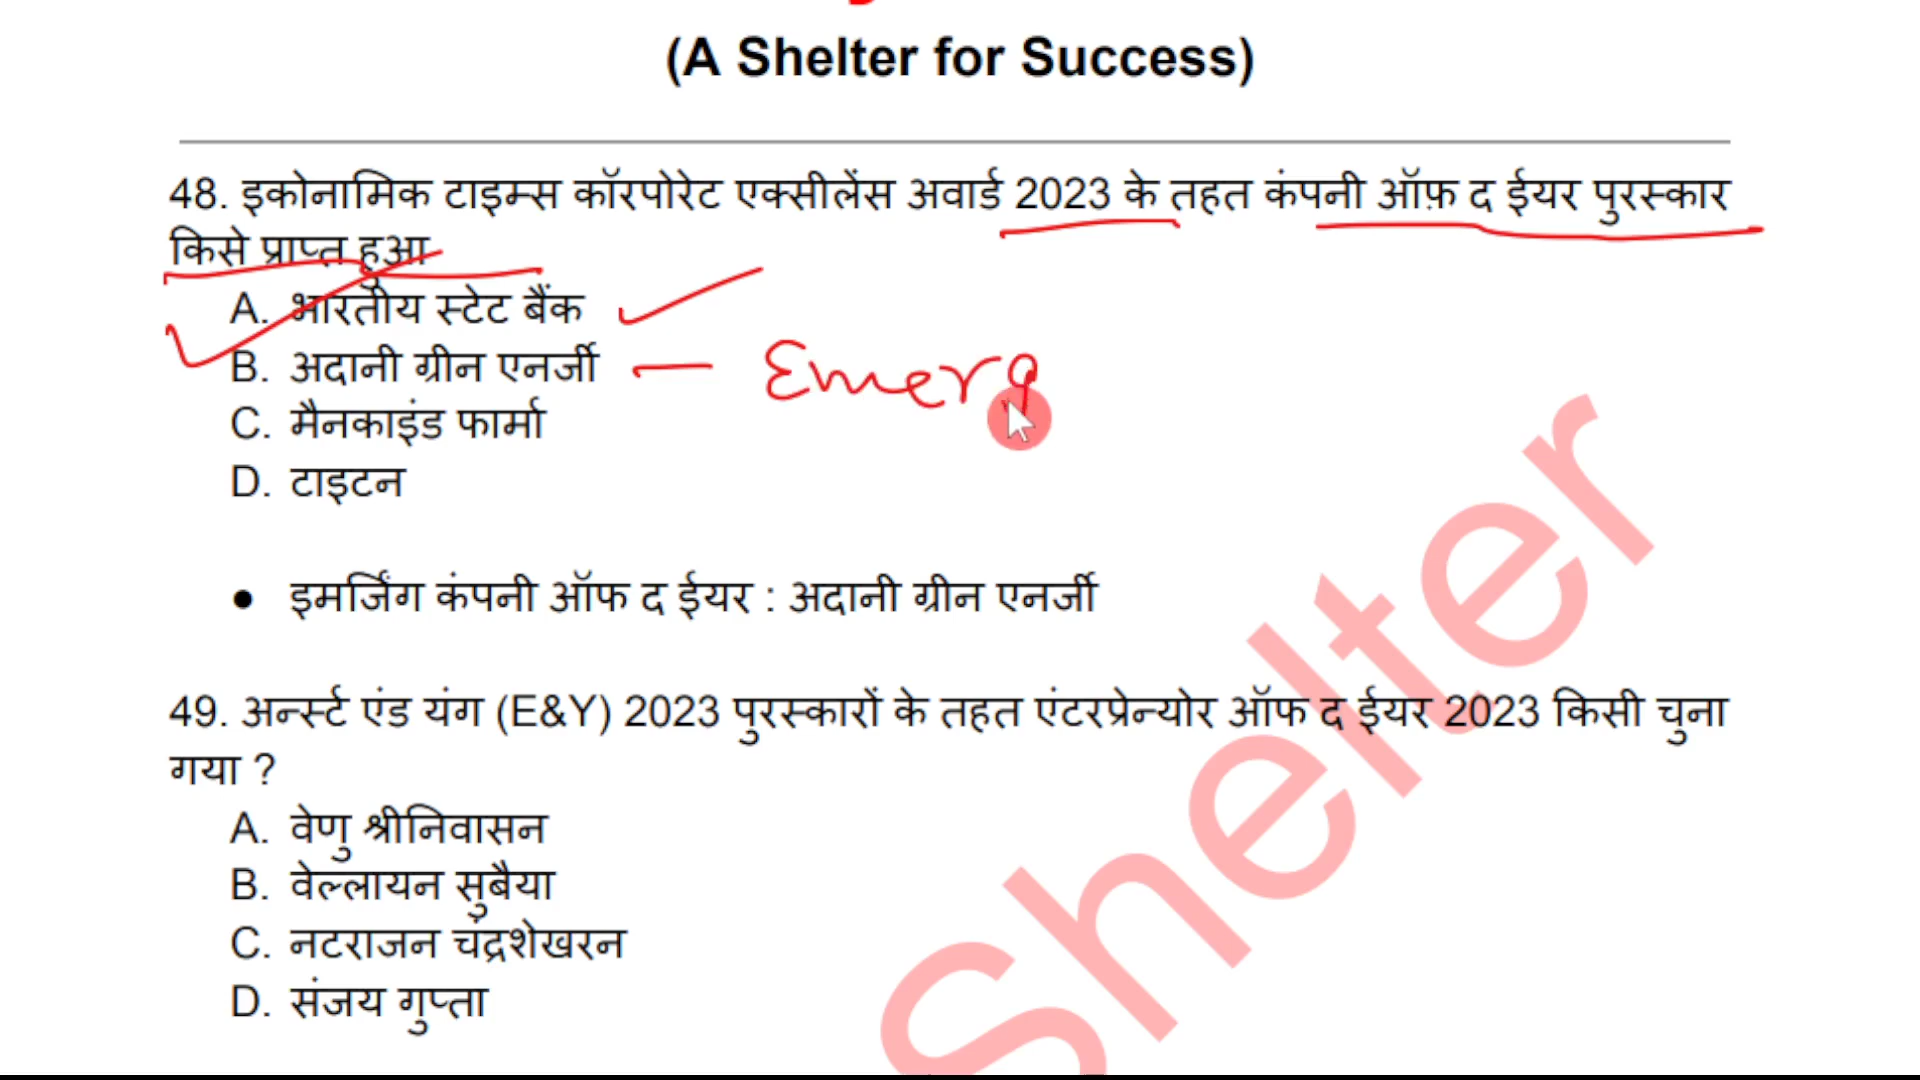 (A Shelter for Success)
48. इकोनामिक टाइम्स कॉरपोरेट एक्सीलेंस अवार्ड 2023 के तहत कंपनी ऑफ़ द ईयर पुरस्कार
किसे प्राप्त हुआ
A. भारतीय स्टेट बैंक
B. अदानी ग्रीन एनर्जी — Emerg
C. मैनकाइंड फार्मा
D. टाइटन
● इमर्जिंग कंपनी ऑफ द ईयर : अदानी ग्रीन एनर्जी
49. अर्न्स्ट एंड यंग (E&Y) 2023 पुरस्कारों के तहत एंटरप्रेन्योर ऑफ द ईयर 2023 किसी चुना
गया ?
A. वेणु श्रीनिवासन
B. वेल्लायन सुबैया
C. नटराजन चंद्रशेखरन
D. संजय गुप्ता
Shelter